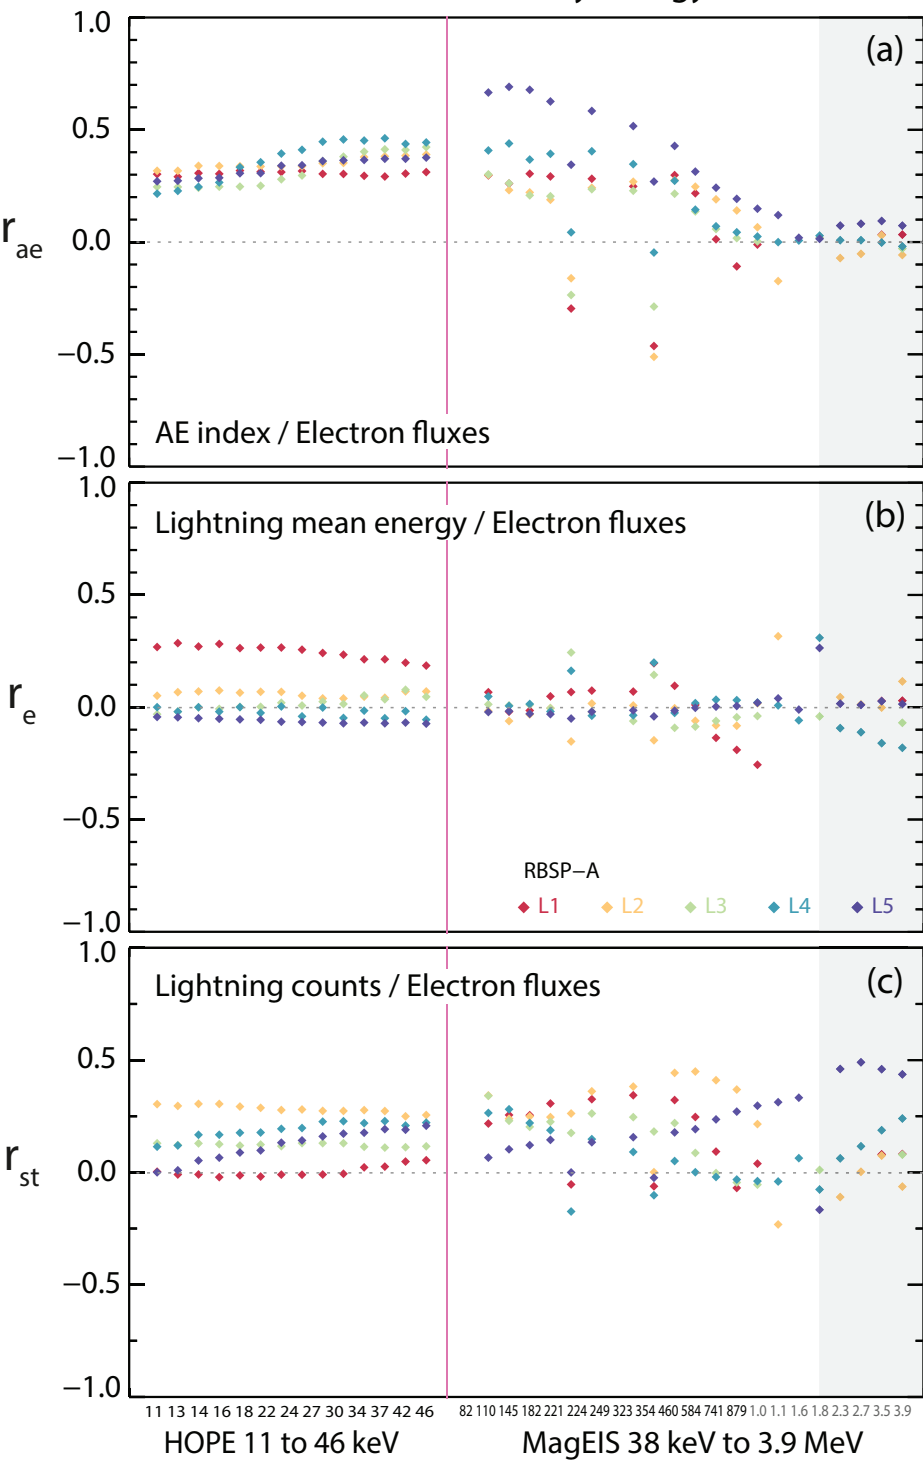 1.0
(a)
0.5
r_ae
0.0
−0.5
AE index / Electron fluxes
−1.0
1.0
Lightning mean energy / Electron fluxes
(b)
0.5
r_e
0.0
−0.5
RBSP−A
L1 L2 L3 L4 L5
−1.0
1.0
Lightning counts / Electron fluxes
(c)
0.5
r_st
0.0
−0.5
−1.0
11 13 14 16 18 22 24 27 30 34 37 42 46 82 110 145 182 221 224 249 323 354 460 584 741 879 1.0 1.1 1.6 1.8 2.3 2.7 3.5 3.9
HOPE 11 to 46 keV MagEIS 38 keV to 3.9 MeV